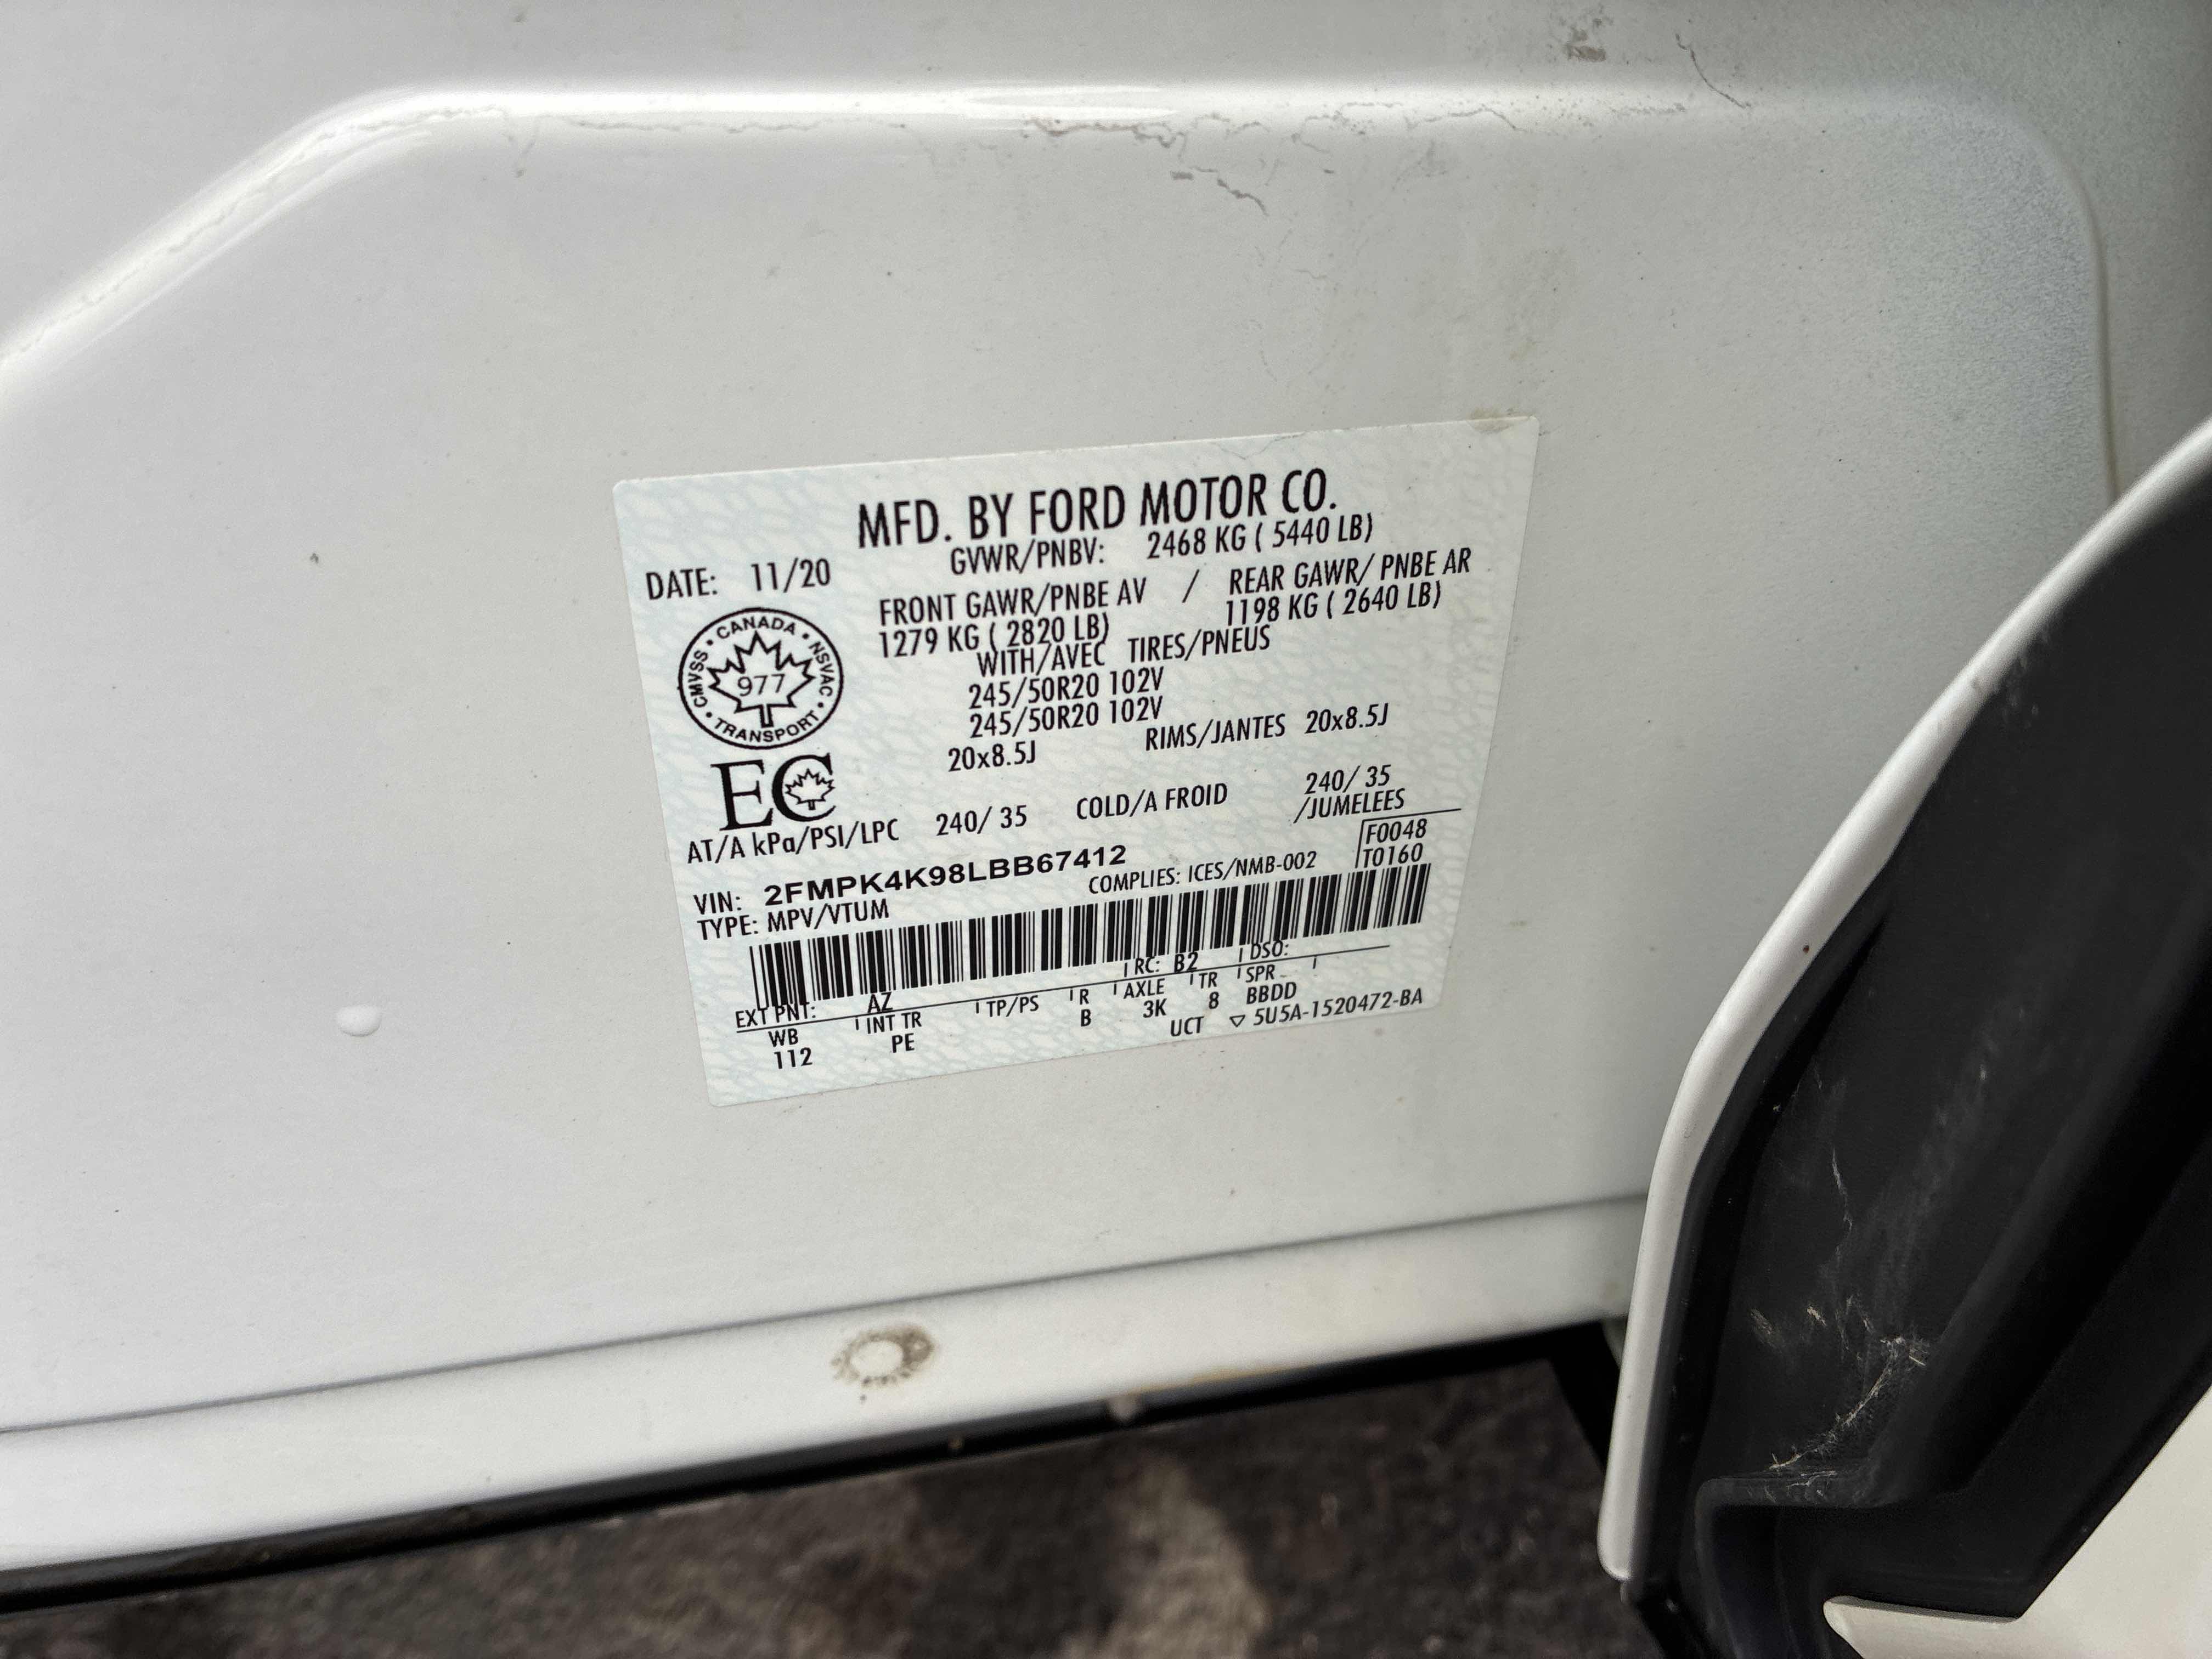 MFD. BY FORD MOTOR CO.
DATE: 11/20 GVWR/PNBV: 2468 KG ( 5440 LB)
FRONT GAWR/PNBE AV / REAR GAWR/ PNBE AR
1279 KG ( 2820 LB) 1198 KG ( 2640 LB)
WITH/AVEC TIRES/PNEUS
245/50R20 102V
245/50R20 102V
20x8.5J RIMS/JANTES 20x8.5J
CANADA • NSVAC • TRANSPORT • CMVSS •
977
EC
AT/A kPa/PSI/LPC 240/ 35 COLD/A FROID 240/ 35
/JUMELEES
VIN: 2FMPK4K98LBB67412 F0048
TYPE: MPV/VTUM COMPLIES: ICES/NMB-002 T0160
EXT PNT: AZ RC: B2 DSO:
WB INT TR TP/PS R AXLE TR SPR
112 PE B 3K 8 BBDD
UCT ▽ 5U5A-1520472-BA